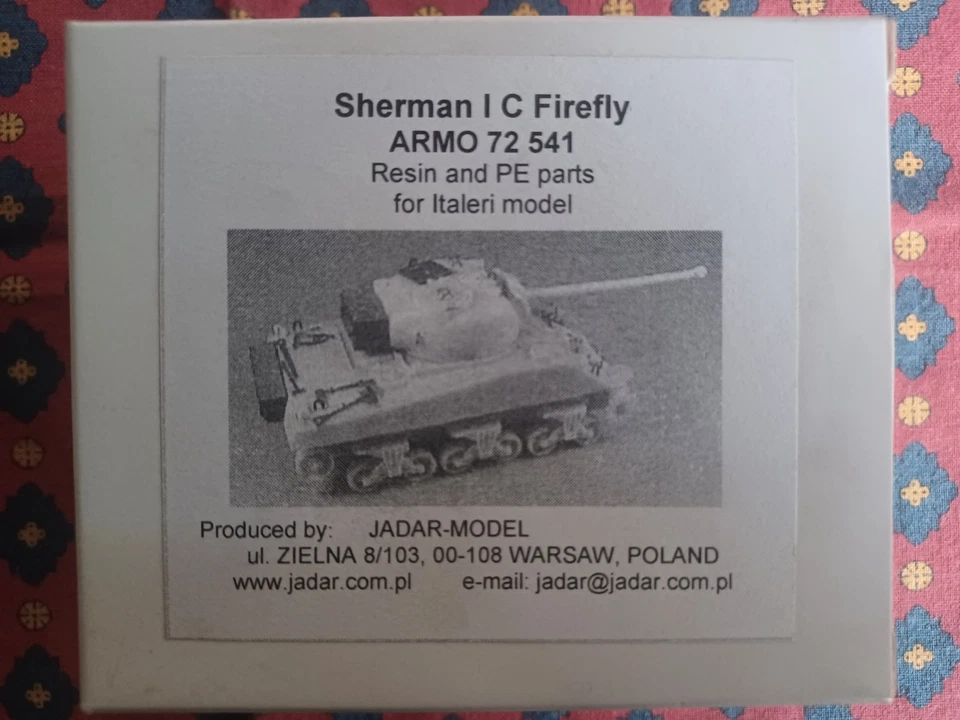 Sherman I C Firefly
ARMO 72 541
Resin and PE parts
for Italeri model
Produced by: JADAR-MODEL
ul. ZIELNA 8/103, 00-108 WARSAW, POLAND
www.jadar.com.pl e-mail: jadar@jadar.com.pl